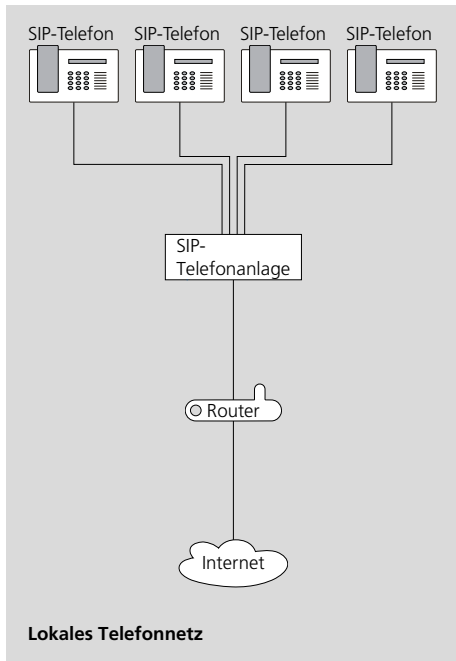 SIP-Telefon SIP-Telefon SIP-Telefon SIP-Telefon
SIP-
Telefonanlage
Router
Internet
Lokales Telefonnetz